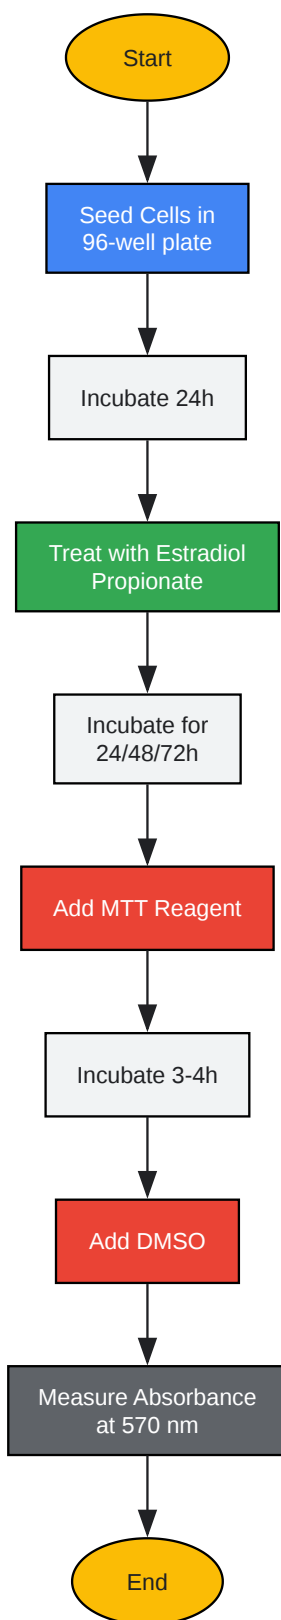 Start
Seed Cells in
96-well plate
Incubate 24h
Treat with Estradiol
Propionate
Incubate for
24/48/72h
Add MTT Reagent
Incubate 3-4h
Add DMSO
Measure Absorbance
at 570 nm
End